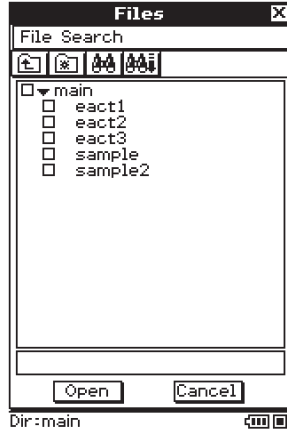 Files
File Search
main
eact1
eact2
eact3
sample
sample2
Open Cancel
Dir:main